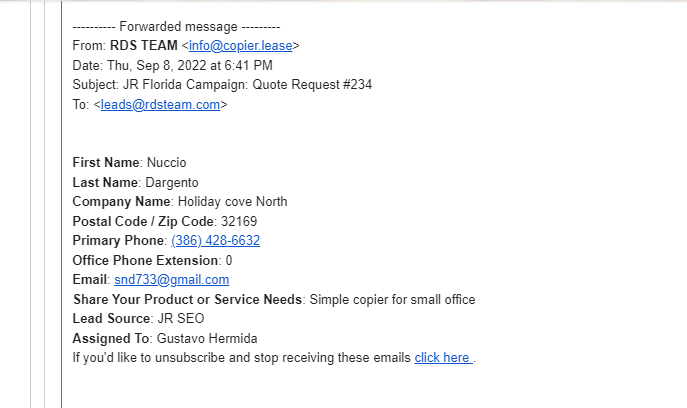 ---------- Forwarded message ---------
From: RDS TEAM <info@copier.lease>
Date: Thu, Sep 8, 2022 at 6:41 PM
Subject: JR Florida Campaign: Quote Request #234
To: <leads@rdsteam.com>
First Name: Nuccio
Last Name: Dargento
Company Name: Holiday cove North
Postal Code / Zip Code: 32169
Primary Phone: (386) 428-6632
Office Phone Extension: 0
Email: snd733@gmail.com
Share Your Product or Service Needs: Simple copier for small office
Lead Source: JR SEO
Assigned To: Gustavo Hermida
If you'd like to unsubscribe and stop receiving these emails click here .